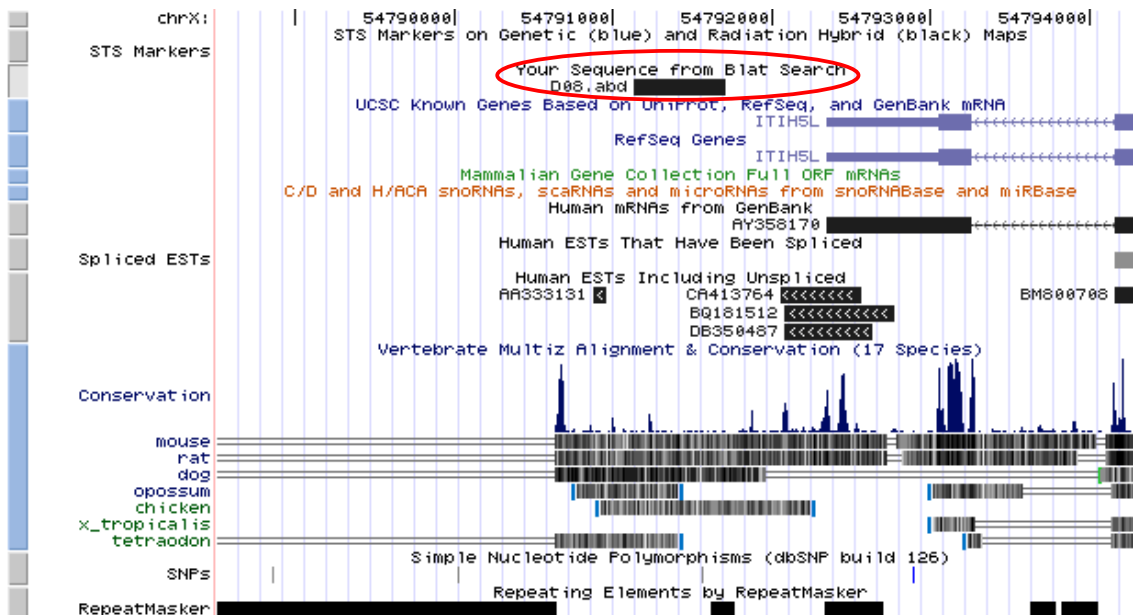 chrX: 54790000| 54791000| 54792000| 54793000| 54794000|
STS Markers on Genetic (blue) and Radiation Hybrid (black) Maps
STS Markers
Your Sequence from Blat Search
D08.abd
UCSC Known Genes Based on UniProt, RefSeq, and GenBank mRNA
ITIH5L
RefSeq Genes
ITIH5L
Mammalian Gene Collection Full ORF mRNAs
C/D and H/ACA snoRNAs, scaRNAs and microRNAs from snoRNABase and miRBase
Human mRNAs from GenBank
AY358170
Human ESTs That Have Been Spliced
Spliced ESTs
Human ESTs Including Unspliced
AA333131 CA413764 BM800708
BQ181512
DB350487
Vertebrate Multiz Alignment & Conservation (17 Species)
Conservation
mouse
rat
dog
opossum
chicken
x_tropicalis
tetraodon
Simple Nucleotide Polymorphisms (dbSNP build 126)
SNPs
Repeating Elements by RepeatMasker
RepeatMasker